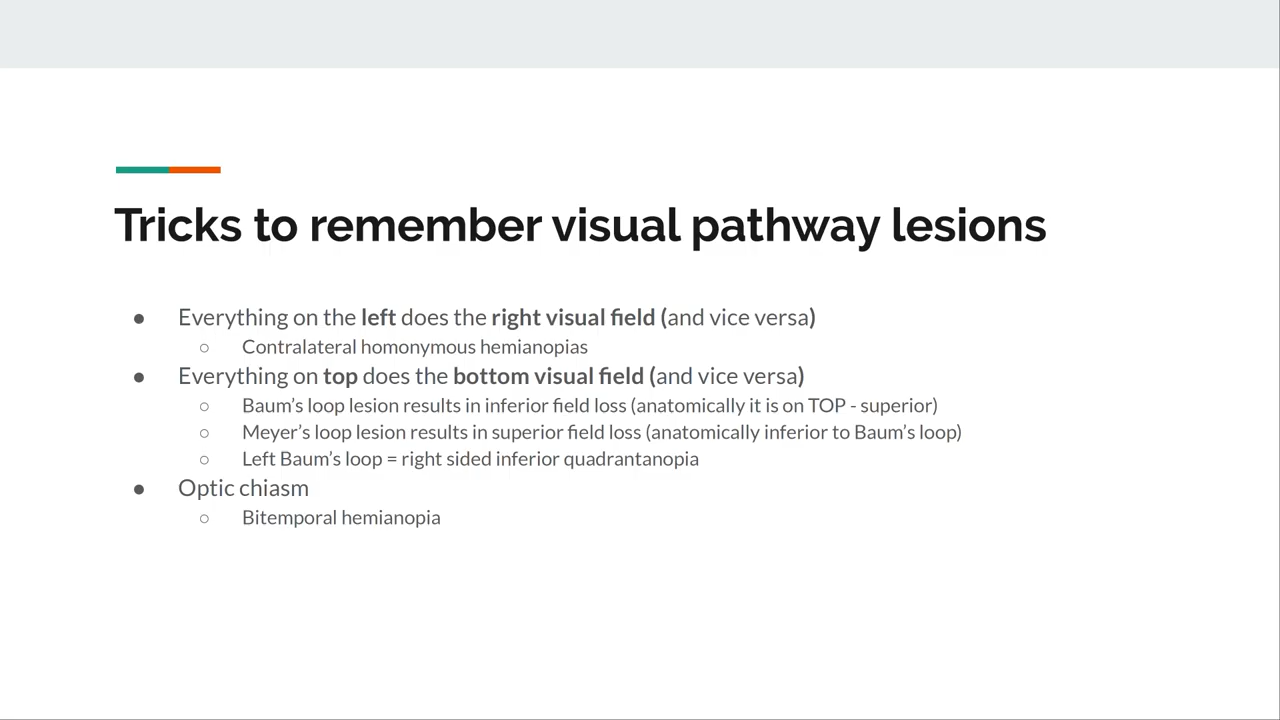 Tricks to remember visual pathway lesions
● Everything on the left does the right visual field (and vice versa)
○ Contralateral homonymous hemianopias
● Everything on top does the bottom visual field (and vice versa)
○ Baum’s loop lesion results in inferior field loss (anatomically it is on TOP - superior)
○ Meyer’s loop lesion results in superior field loss (anatomically inferior to Baum’s loop)
○ Left Baum’s loop = right sided inferior quadrantanopia
● Optic chiasm
○ Bitemporal hemianopia